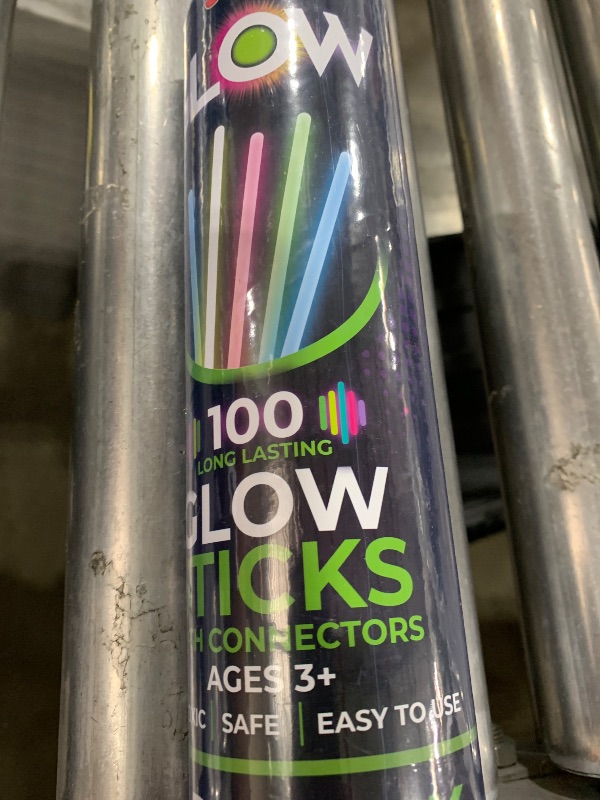 LOW
100
LONG LASTING
GLOW
TICKS
H CONNECTORS
AGES 3+
IC | SAFE | EASY TO USE